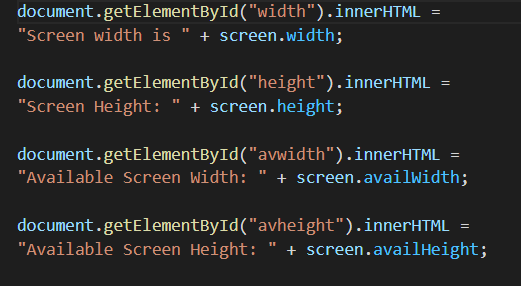 document.getElementById("width").innerHTML =
"Screen width is " + screen.width;
document.getElementById("height").innerHTML =
"Screen Height: " + screen.height;
document.getElementById("avwidth").innerHTML =
"Available Screen Width: " + screen.availWidth;
document.getElementById("avheight").innerHTML =
"Available Screen Height: " + screen.availHeight;